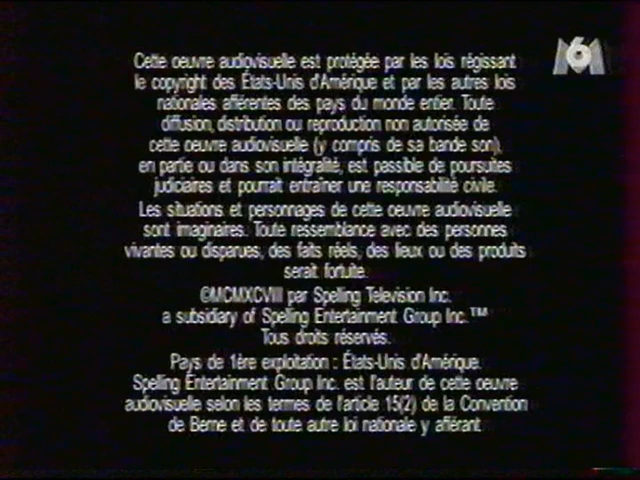 M6
Cette oeuvre audiovisuelle est protégée par les lois régissant
le copyright des États-Unis d'Amérique et par les autres lois
nationales afférentes des pays du monde entier. Toute
diffusion, distribution ou reproduction non autorisée de
cette oeuvre audiovisuelle (y compris de sa bande son),
en partie ou dans son intégralité, est passible de poursuites
judiciaires et pourrait entraîner une responsabilité civile.
Les situations et personnages de cette oeuvre audiovisuelle
sont imaginaires. Toute ressemblance avec des personnes
vivantes ou disparues, des faits réels, des lieux ou des produits
serait fortuite.
©MCMXCVIII par Spelling Television Inc.
a subsidiary of Spelling Entertainment Group Inc.™
Tous droits réservés.
Pays de 1ère exploitation : États-Unis d'Amérique.
Spelling Entertainment Group Inc. est l'auteur de cette oeuvre
audiovisuelle selon les termes de l'article 15(2) de la Convention
de Berne et de toute autre loi nationale y afférant